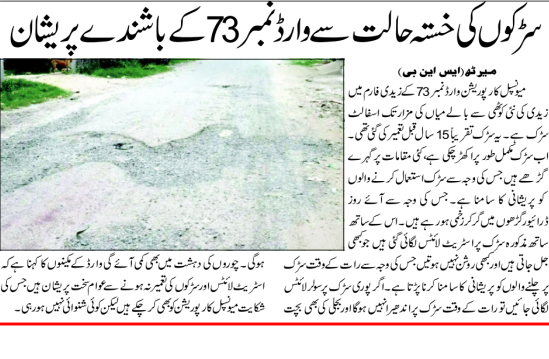 سڑکوں کی خستہ حالت سے وارڈ نمبر 73 کے باشندے پریشان
میرٹھ (ایس این بی)
میونسپل کارپوریشن وارڈ نمبر 73 کے زیدی فارم میں
زیدی کی نئی کوٹھی سے بالے میاں کی مزار تک اسفالٹ
سڑک ہے۔ یہ سڑک تقریباً 15 سال قبل تعمیر کی گئی تھی۔
اب سڑک مکمل طور پر اکھڑ چکی ہے، کئی مقامات پر گہرے
گڑھے ہیں جس کی وجہ سے سڑک استعمال کرنے والوں
کو پریشانی کا سامنا ہے۔ جس کی وجہ سے آئے روز
ڈرائیور گڑھوں میں گر کر زخمی ہو رہے ہیں۔ اس کے ساتھ
ساتھ مذکورہ سڑک پر اسٹریٹ لائٹس لگائی گئی ہیں جو کبھی
جل جاتی ہیں اور کبھی روشن نہیں ہوتیں جس کی وجہ سے رات کے وقت سڑک
پر چلنے والوں کو پریشانی کا سامنا کرنا پڑتا ہے۔ اگر پوری سڑک پر سولر لائٹس
لگائی جائیں تو رات کے وقت سڑک پر اندھیرا نہیں ہوگا اور بجلی کی بھی بچت
ہوگی۔ چوروں کی دہشت میں بھی کمی آئے گی وارڈ کے مکینوں کا کہنا ہے کہ
اسٹریٹ لائٹس اور سڑکوں کی تعمیر نہ ہونے سے عوام سخت پریشان ہیں جس کی
شکایت میونسپل کارپوریشن کو بھی کر چکے ہیں لیکن کوئی شنوائی نہیں ہو رہی۔